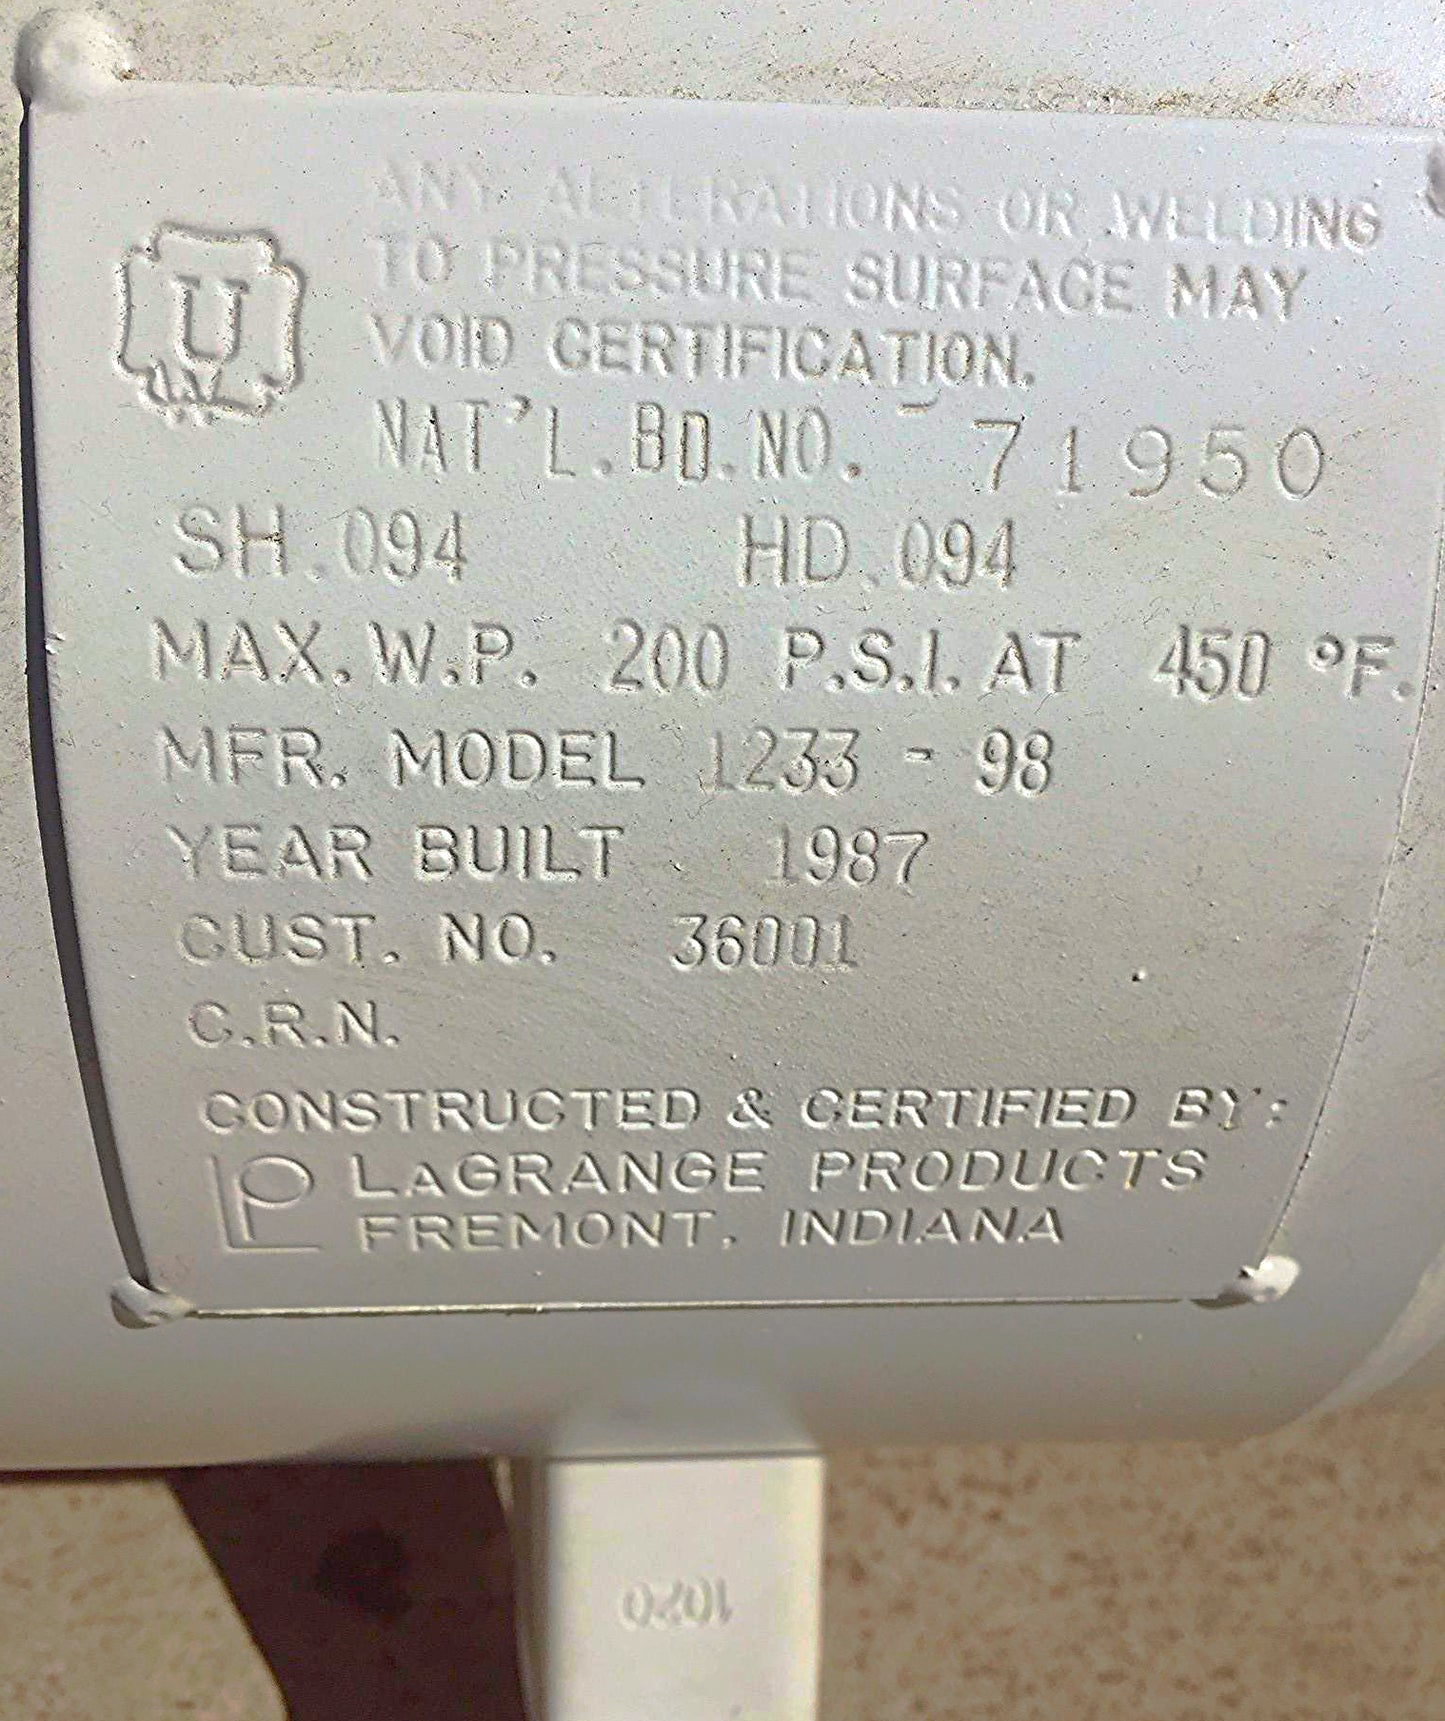 ANY ALTERATIONS OR WELDING
TO PRESSURE SURFACE MAY
VOID CERTIFICATION.
U
NAT'L.BD.NO. 71950
SH .094 HD .094
MAX. W.P. 200 P.S.I. AT 450 °F.
MFR. MODEL 1233 - 98
YEAR BUILT 1987
CUST. NO. 36001
C.R.N.
CONSTRUCTED & CERTIFIED BY:
LP LAGRANGE PRODUCTS
FREMONT, INDIANA